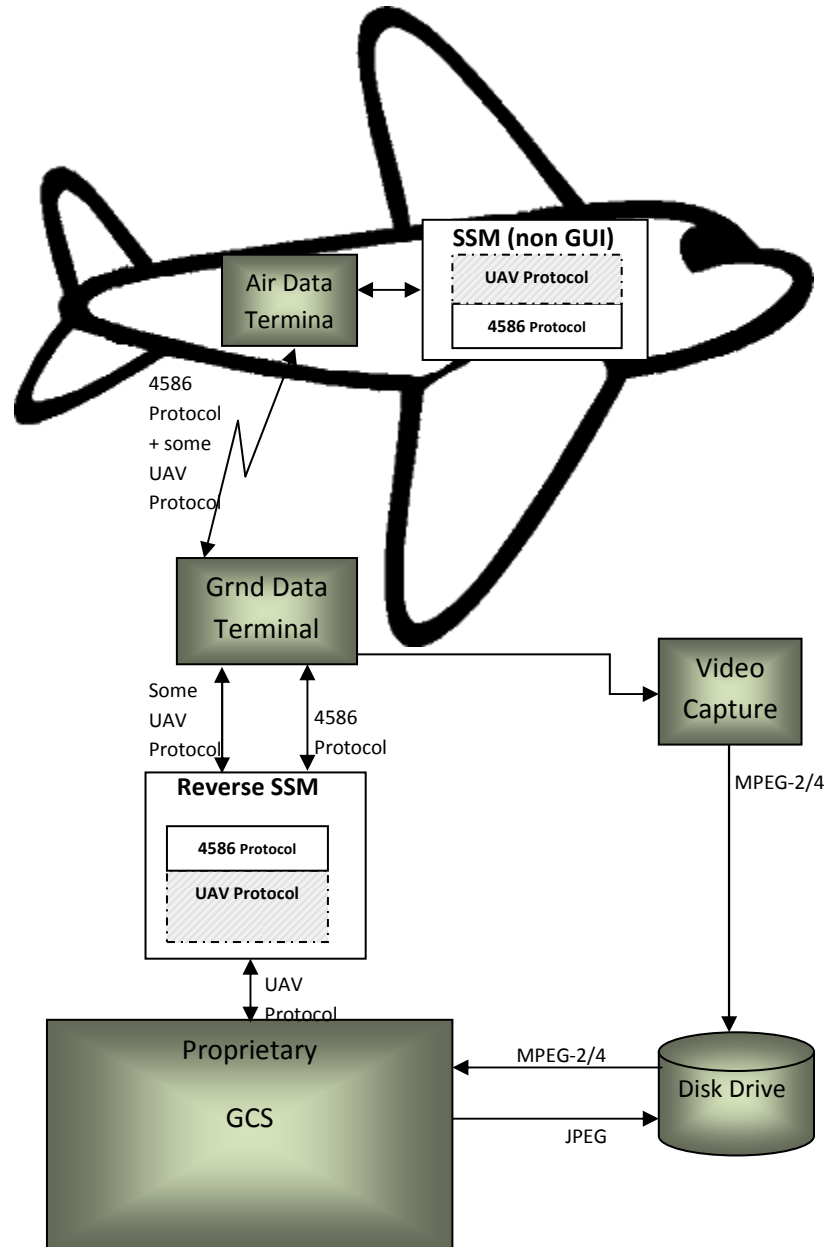 SSM (non GUI)
UAV Protocol
4586 Protocol
Air Data
Termina
4586
Protocol
+ some
UAV
Protocol
Grnd Data
Terminal
Video
Capture
Some
UAV
Protocol
4586
Protocol
MPEG-2/4
Reverse SSM
4586 Protocol
UAV Protocol
UAV
Protocol
Proprietary
GCS
MPEG-2/4
JPEG
Disk Drive